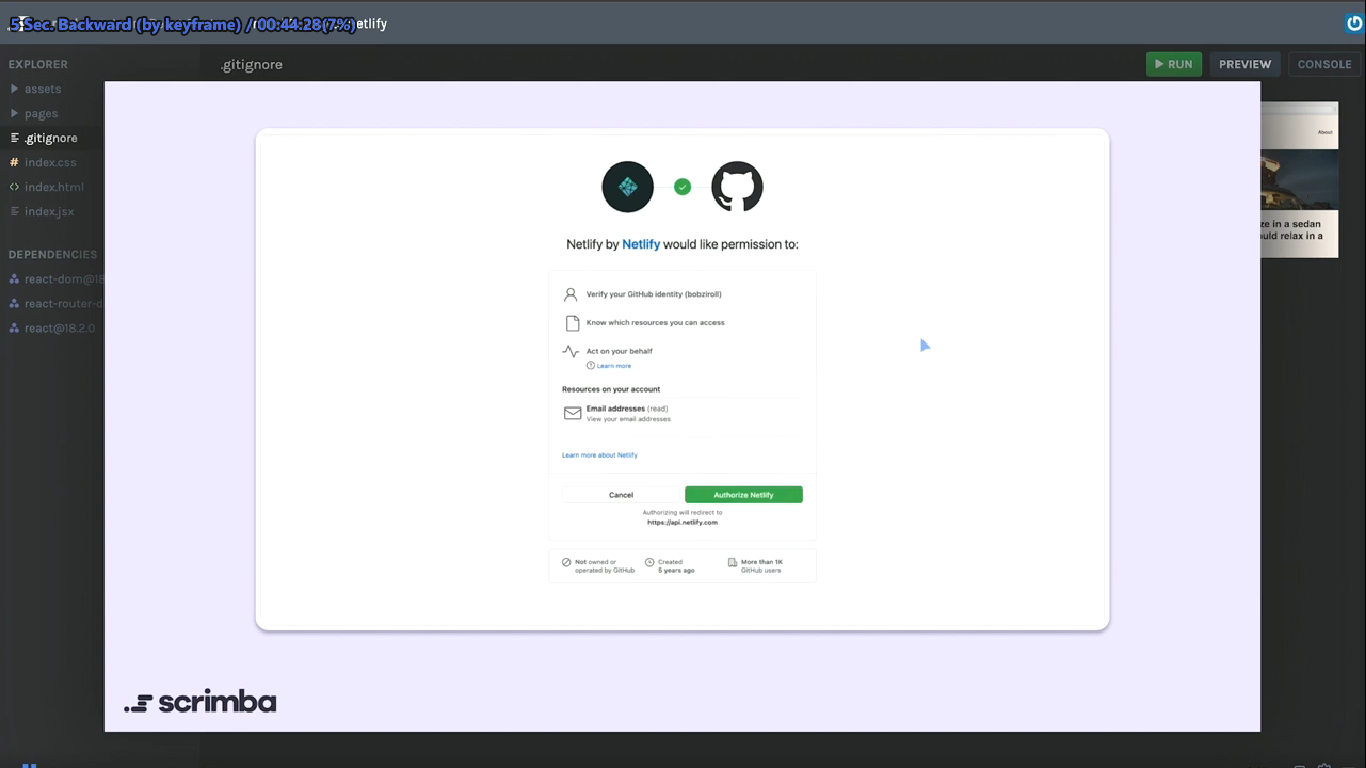 5 Sec. Backward (by keyframe) / 00:44:28(7%)
etlify
EXPLORER
.gitignore
RUN
PREVIEW
CONSOLE
assets
pages
.gitignore
index.css
index.html
index.jsx
DEPENDENCIES
react-dom@18
react-router-d
react@18.2.0
Netlify by Netlify would like permission to:
Verify your GitHub identity (bobziroll)
Know which resources you can access
Act on your behalf
Learn more
Resources on your account
Email addresses (read)
View your email addresses
Learn more about Netlify
Cancel
Authorize Netlify
Authorizing will redirect to
https://api.netlify.com
Not owned or
operated by GitHub
Created
5 years ago
More than 1K
GitHub users
About
ze in a sedan
uld relax in a
scrimba